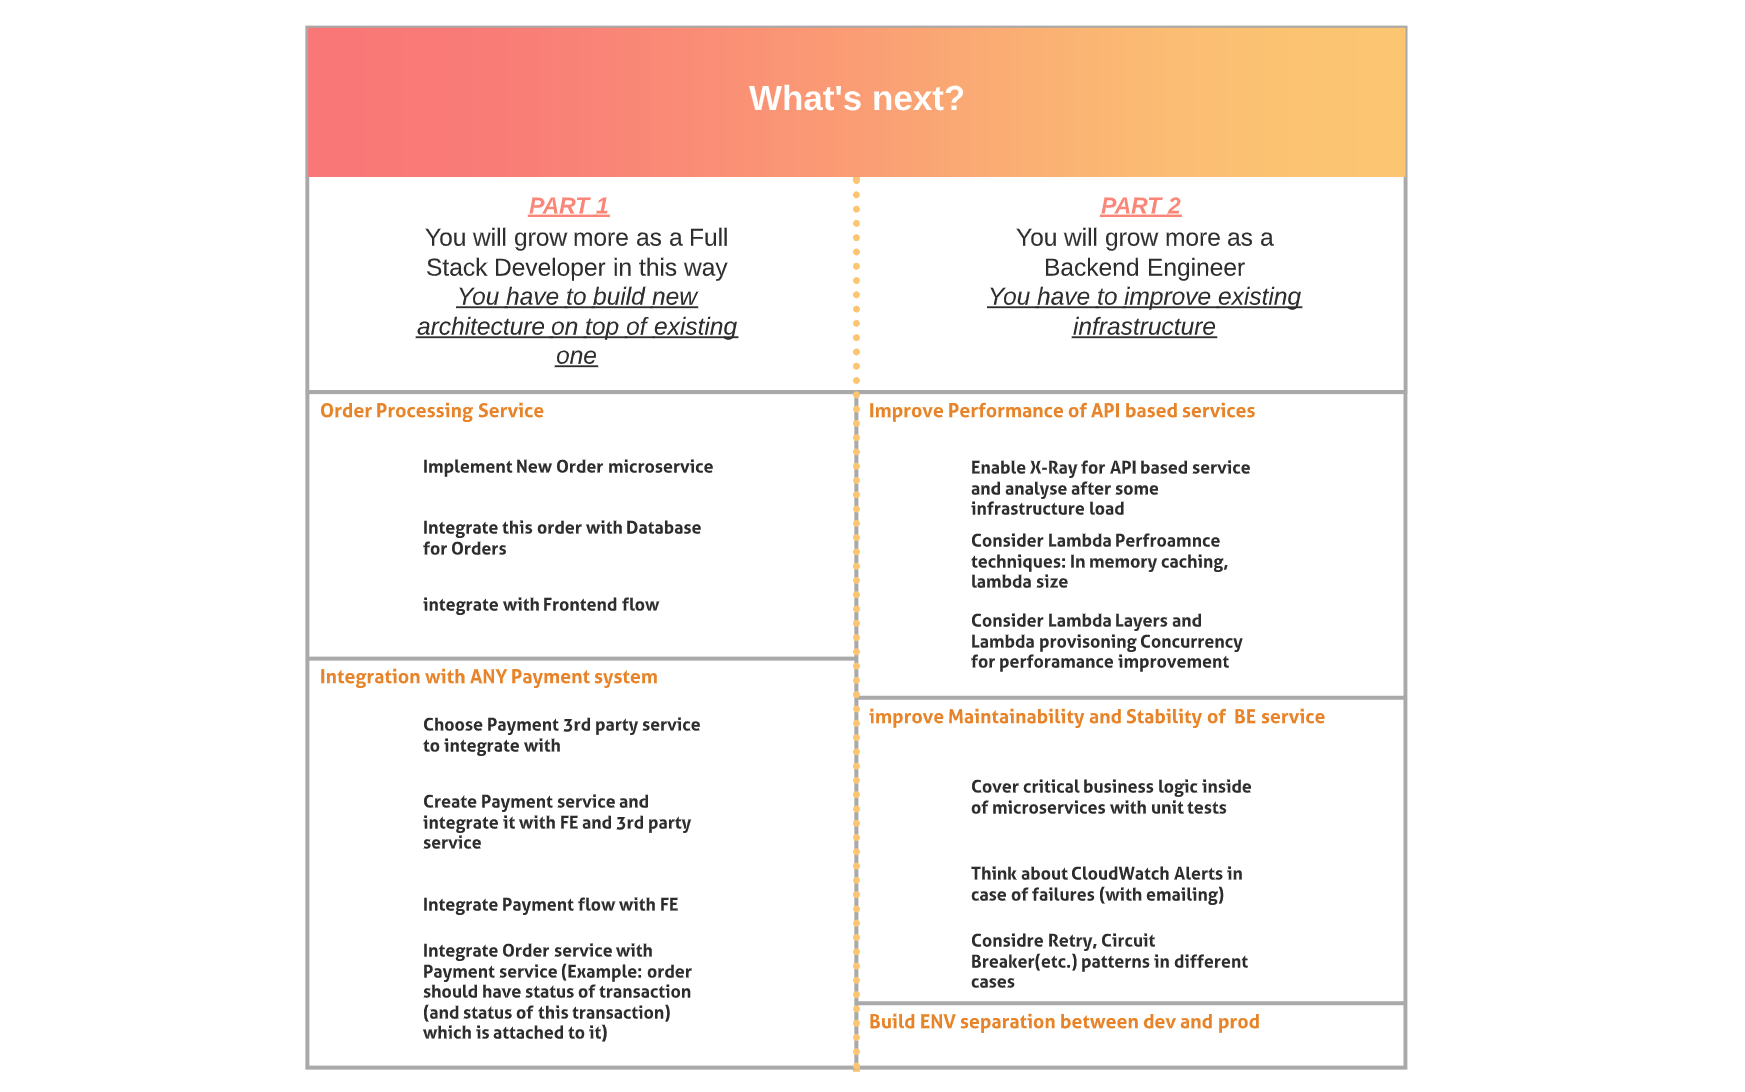 What's next?
PART 1
You will grow more as a Full
Stack Developer in this way
You have to build new
architecture on top of existing
one
PART 2
You will grow more as a
Backend Engineer
You have to improve existing
infrastructure
Order Processing Service
Implement New Order microservice
Integrate this order with Database
for Orders
integrate with Frontend flow
Integration with ANY Payment system
Choose Payment 3rd party service
to integrate with
Create Payment service and
integrate it with FE and 3rd party
service
Integrate Payment flow with FE
Integrate Order service with
Payment service (Example: order
should have status of transaction
(and status of this transaction)
which is attached to it)
Improve Performance of API based services
Enable X-Ray for API based service
and analyse after some
infrastructure load
Consider Lambda Perfroamnce
techniques: In memory caching,
lambda size
Consider Lambda Layers and
Lambda provisoning Concurrency
for perforamance improvement
improve Maintainability and Stability of  BE service
Cover critical business logic inside
of microservices with unit tests
Think about CloudWatch Alerts in
case of failures (with emailing)
Considre Retry, Circuit
Breaker(etc.) patterns in different
cases
Build ENV separation between dev and prod